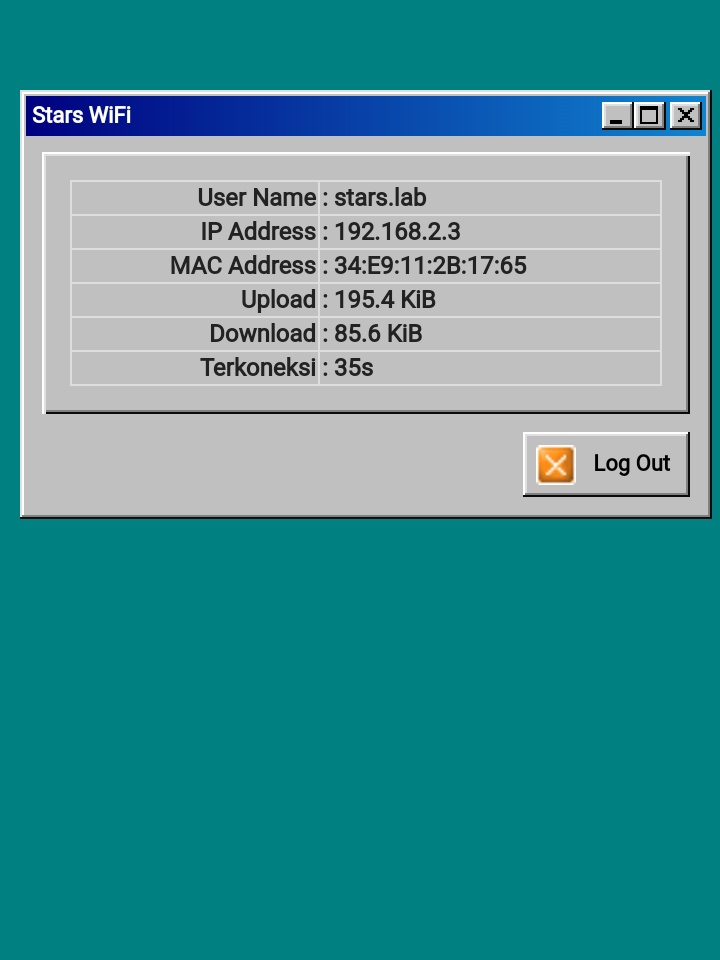 Stars WiFi
User Name : stars.lab
IP Address : 192.168.2.3
MAC Address : 34:E9:11:2B:17:65
Upload : 195.4 KiB
Download : 85.6 KiB
Terkoneksi : 35s
Log Out